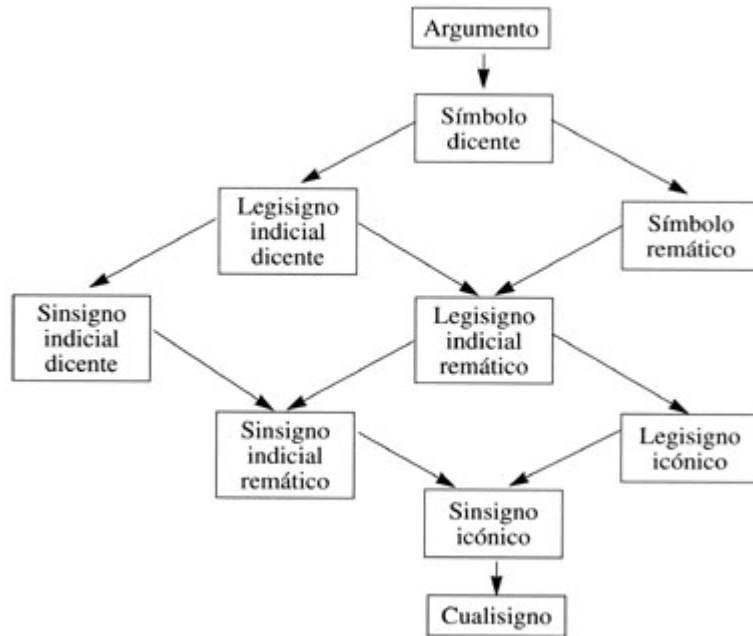 Argumento
Símbolo
dicente
Legisigno
indicial
dicente
Símbolo
remático
Sinsigno
indicial
dicente
Legisigno
indicial
remático
Sinsigno
indicial
remático
Legisigno
icónico
Sinsigno
icónico
Cualisigno